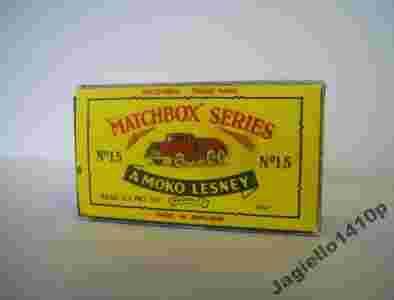 "MATCHBOX" SERIES
Nº15 Nº15
A MOKO LESNEY
MADE IN ENGLAND
Jagiello1410p